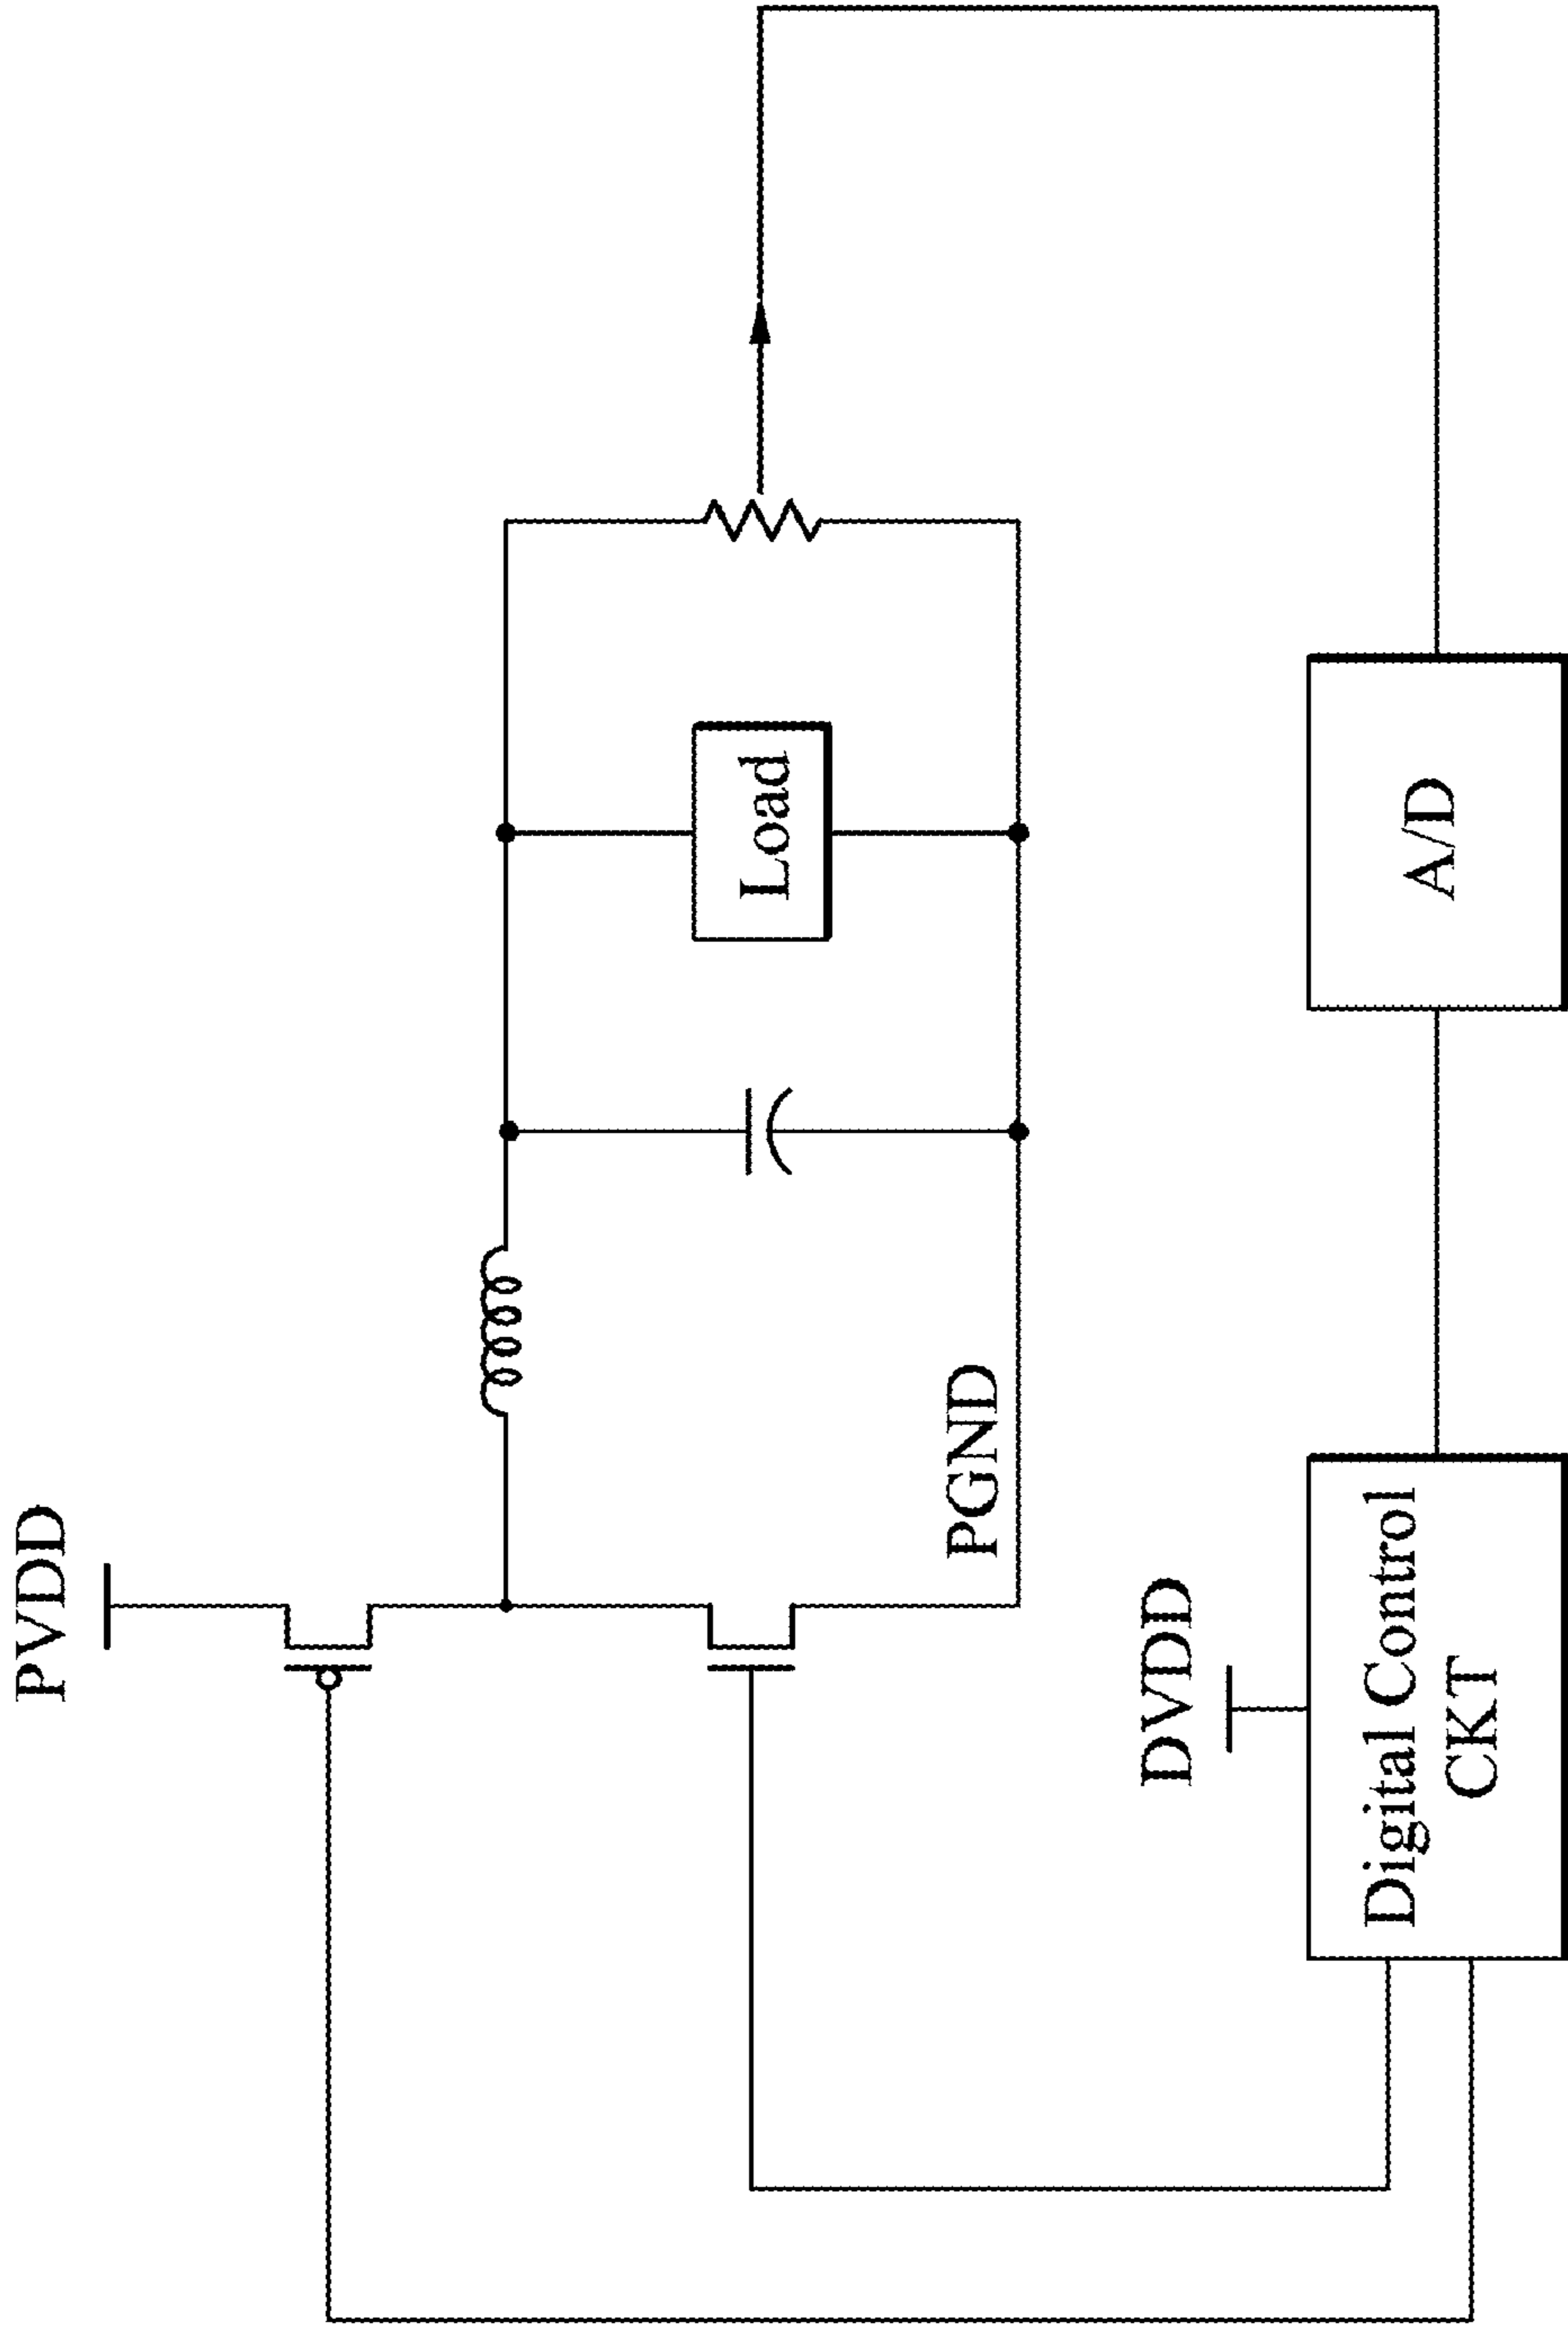 PVDD
PGND
Load
DVDD
Digital Control
CKT
A/D